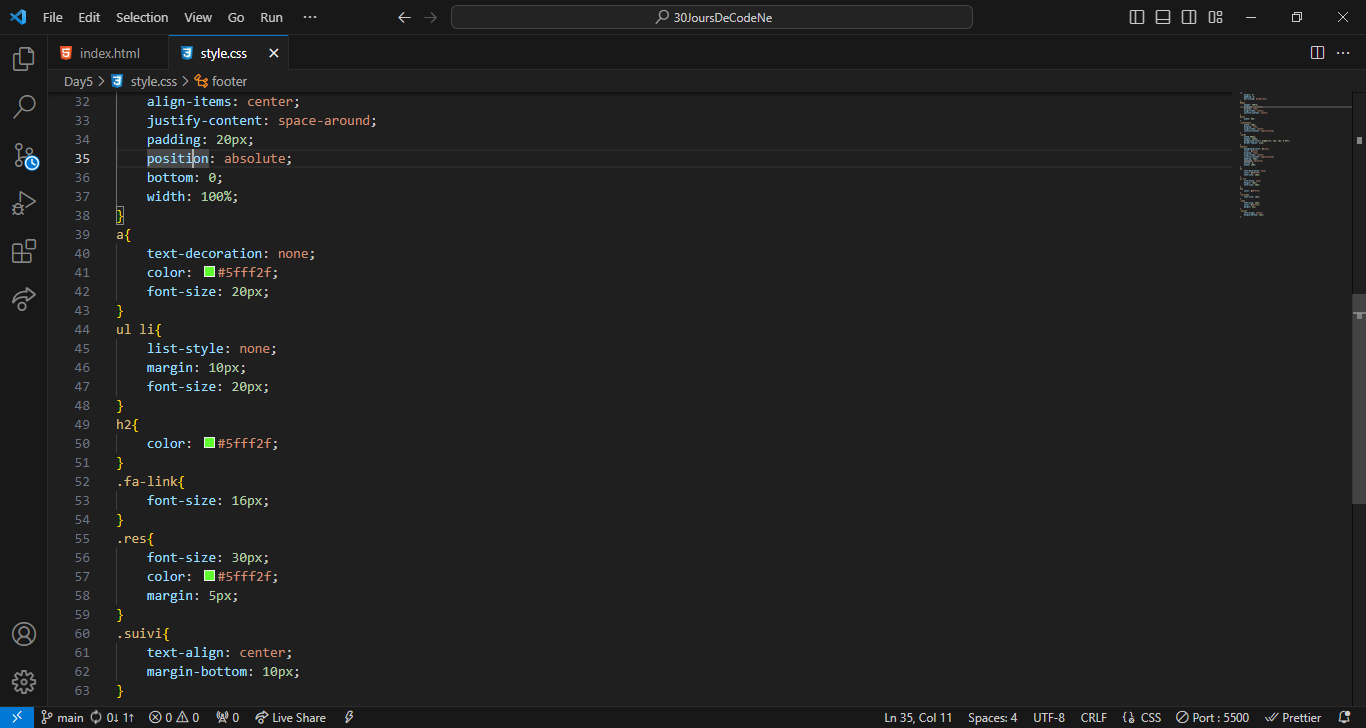 File Edit Selection View Go Run ··· 30JoursDeCodeNe
index.html style.css
Day5 > style.css > footer
32 align-items: center;
33 justify-content: space-around;
34 padding: 20px;
35 position: absolute;
36 bottom: 0;
37 width: 100%;
38 }
39 a{
40 text-decoration: none;
41 color: #5fff2f;
42 font-size: 20px;
43 }
44 ul li{
45 list-style: none;
46 margin: 10px;
47 font-size: 20px;
48 }
49 h2{
50 color: #5fff2f;
51 }
52 .fa-link{
53 font-size: 16px;
54 }
55 .res{
56 font-size: 30px;
57 color: #5fff2f;
58 margin: 5px;
59 }
60 .suivi{
61 text-align: center;
62 margin-bottom: 10px;
63 }
main 0↓ 1↑ 0 0 0 Live Share Ln 35, Col 11 Spaces: 4 UTF-8 CRLF {} CSS Port : 5500 Prettier